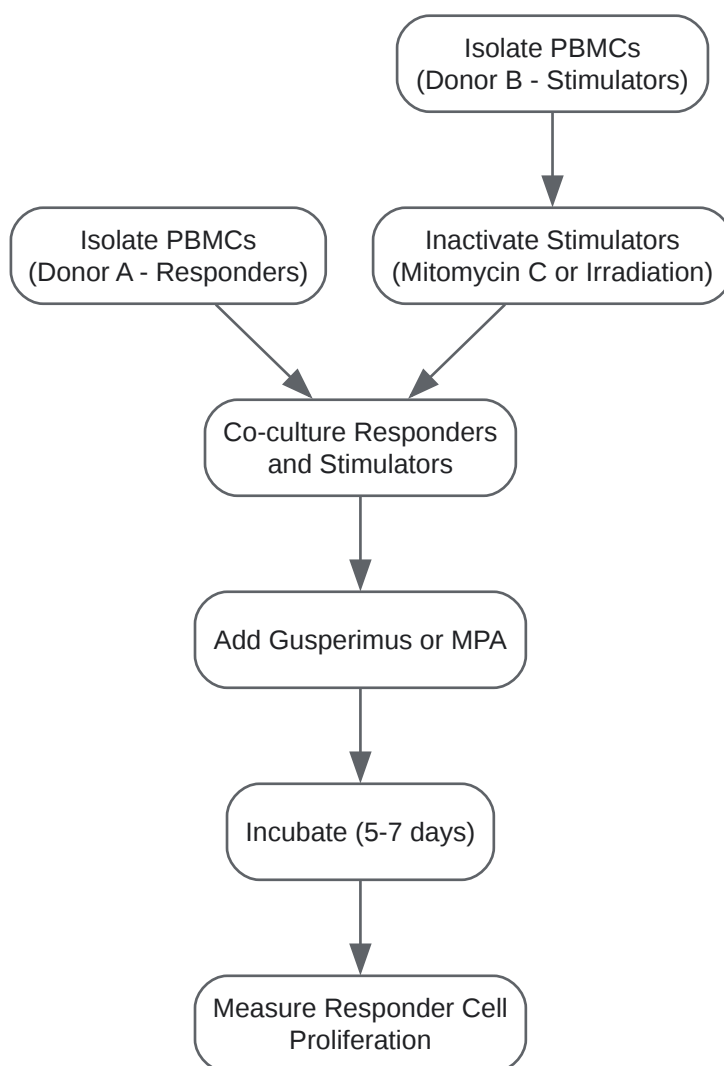 Isolate PBMCs
(Donor B - Stimulators)
Isolate PBMCs
(Donor A - Responders)
Inactivate Stimulators
(Mitomycin C or Irradiation)
Co-culture Responders
and Stimulators
Add Gusperimus or MPA
Incubate (5-7 days)
Measure Responder Cell
Proliferation